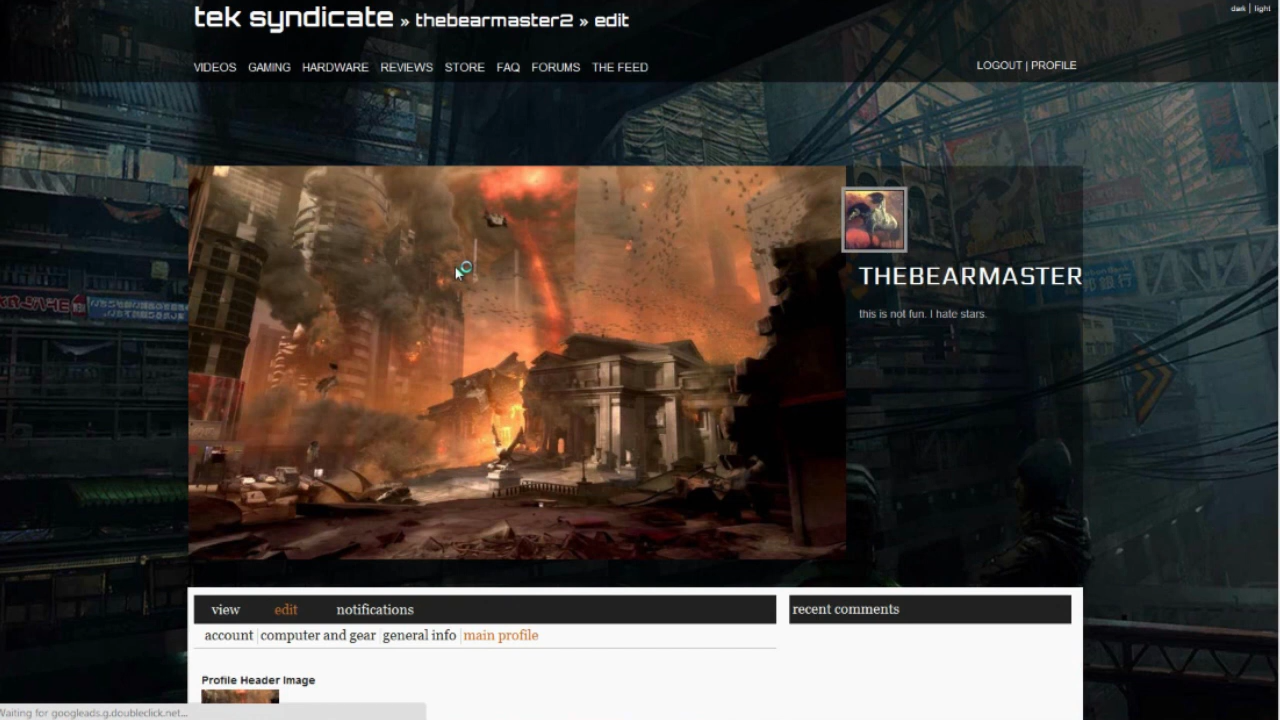 tek syndicate » thebearmaster2 » edit
dark | light
VIDEOS GAMING HARDWARE REVIEWS STORE FAQ FORUMS THE FEED
LOGOUT | PROFILE
THEBEARMASTER
this is not fun. I hate stars.
view edit notifications
recent comments
account computer and gear general info main profile
Profile Header Image
Waiting for googleads.g.doubleclick.net...